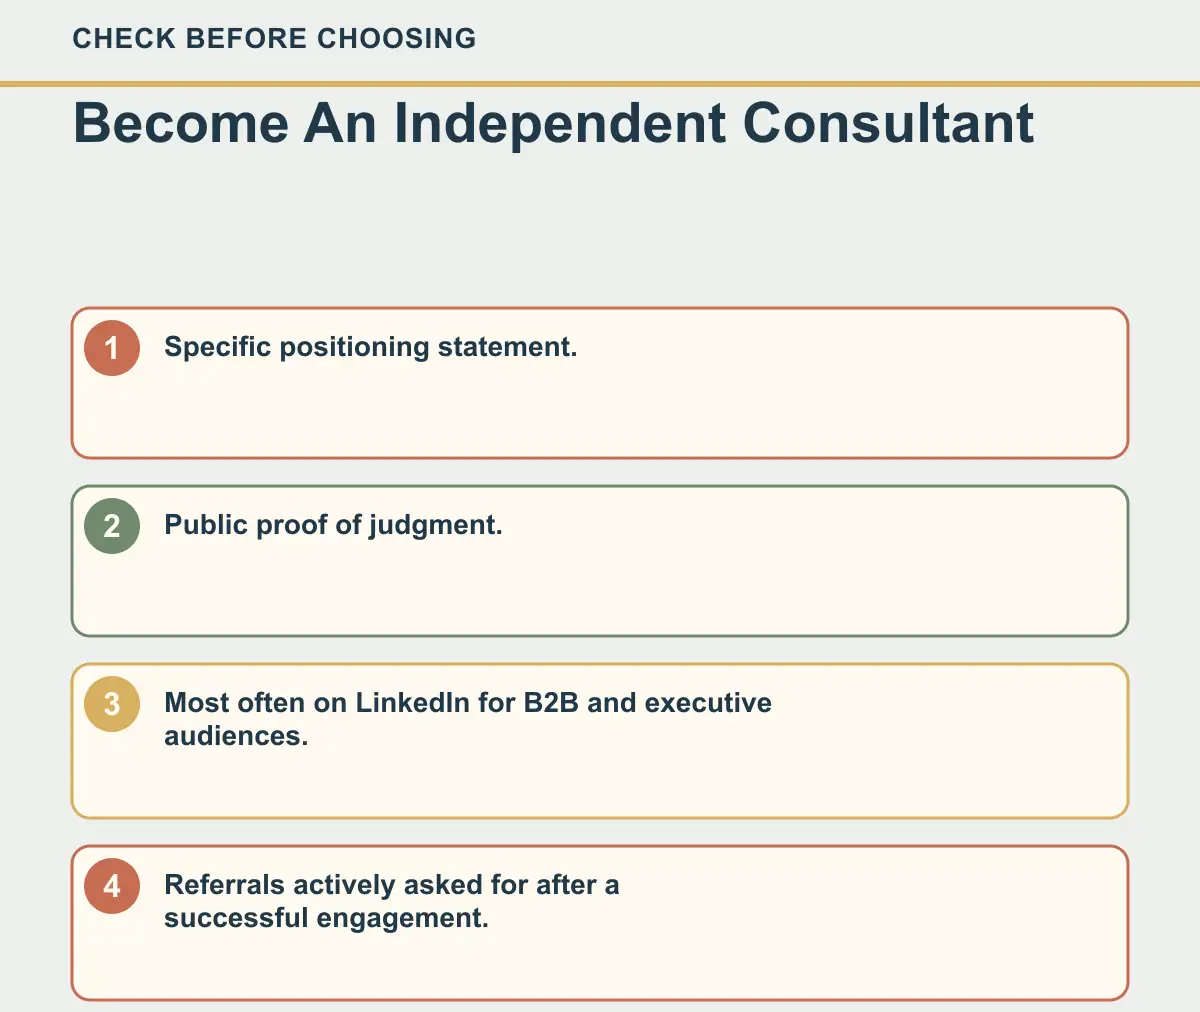 CHECK BEFORE CHOOSING
Become An Independent Consultant
1
Specific positioning statement.
2
Public proof of judgment.
3
Most often on LinkedIn for B2B and executive
audiences.
4
Referrals actively asked for after a
successful engagement.